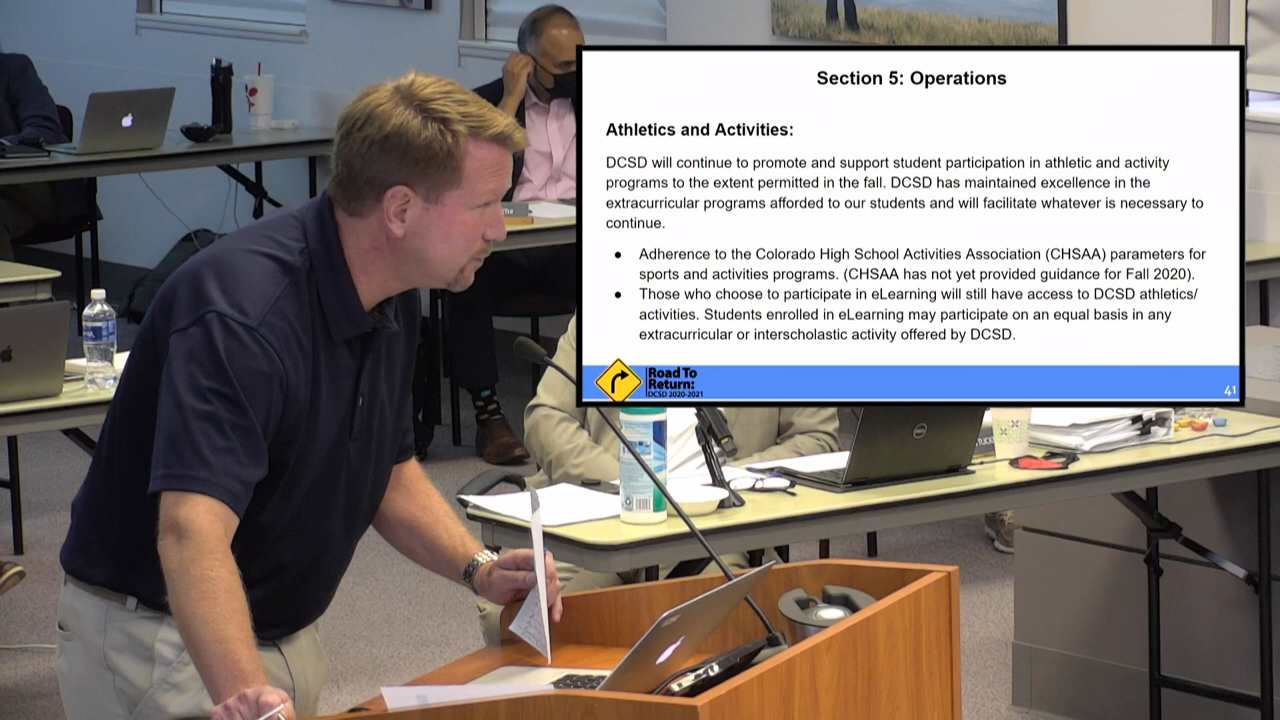 Section 5: Operations
Athletics and Activities:
DCSD will continue to promote and support student participation in athletic and activity
programs to the extent permitted in the fall. DCSD has maintained excellence in the
extracurricular programs afforded to our students and will facilitate whatever is necessary to
continue.
● Adherence to the Colorado High School Activities Association (CHSAA) parameters for
sports and activities programs. (CHSAA has not yet provided guidance for Fall 2020).
● Those who choose to participate in eLearning will still have access to DCSD athletics/
activities. Students enrolled in eLearning may participate on an equal basis in any
extracurricular or interscholastic activity offered by DCSD.
Road To
Return:
DCSD 2020-2021
41
DELL